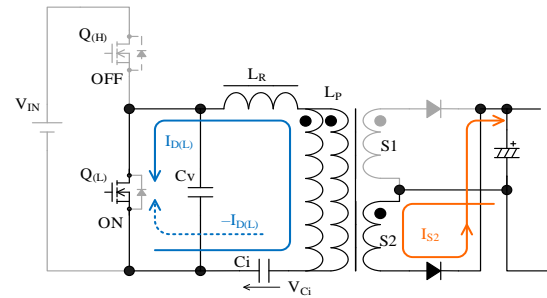 Q(H)
OFF
VIN
LR
LP
ID(L)
S1
Q(L)
Cv
ON
–ID(L)
S2
IS2
Ci
VCi
+